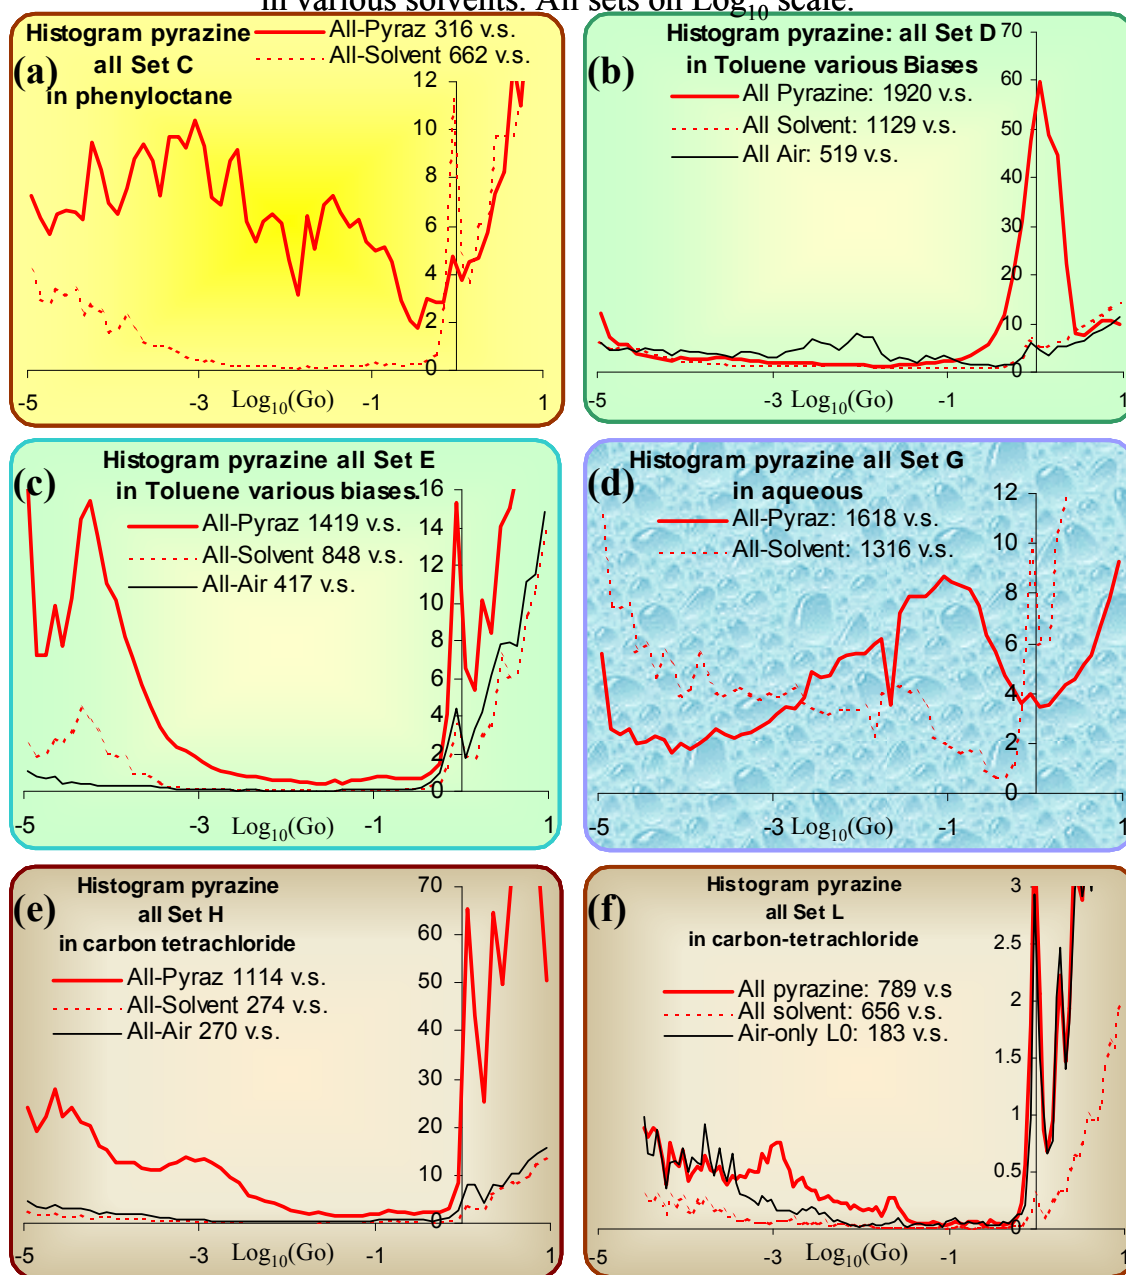 in various solvents. All sets on Log10 scale.
(a)
Histogram pyrazine
all Set C
in phenyloctane
All-Pyraz 316 v.s.
All-Solvent 662 v.s.
12
10
8
6
4
2
0
-5
-3
Log10(Go)
-1
1
(b)
Histogram pyrazine: all Set D
in Toluene various Biases
All Pyrazine: 1920 v.s.
All Solvent: 1129 v.s.
All Air: 519 v.s.
70
60
50
40
30
20
10
0
-5
-3
Log10(Go)
-1
1
(c)
Histogram pyrazine all Set E
in Toluene various biases.
All-Pyraz 1419 v.s.
All-Solvent 848 v.s.
All-Air 417 v.s.
16
14
12
10
8
6
4
2
0
-5
-3
Log10(Go)
-1
1
(d)
Histogram pyrazine all Set G
in aqueous
All-Pyraz: 1618 v.s.
All-Solvent: 1316 v.s.
12
10
8
6
4
2
0
-5
-3
Log10(Go)
-1
1
(e)
Histogram pyrazine
all Set H
in carbon tetrachloride
All-Pyraz 1114 v.s.
All-Solvent 274 v.s.
All-Air 270 v.s.
70
60
50
40
30
20
10
0
-5
-3
Log10(Go)
-1
1
(f)
Histogram pyrazine
all Set L
in carbon-tetrachloride
All pyrazine: 789 v.s
All solvent: 656 v.s.
Air-only L0: 183 v.s.
3
2.5
2
1.5
1
0.5
0
-5
-3
Log10(Go)
-1
1